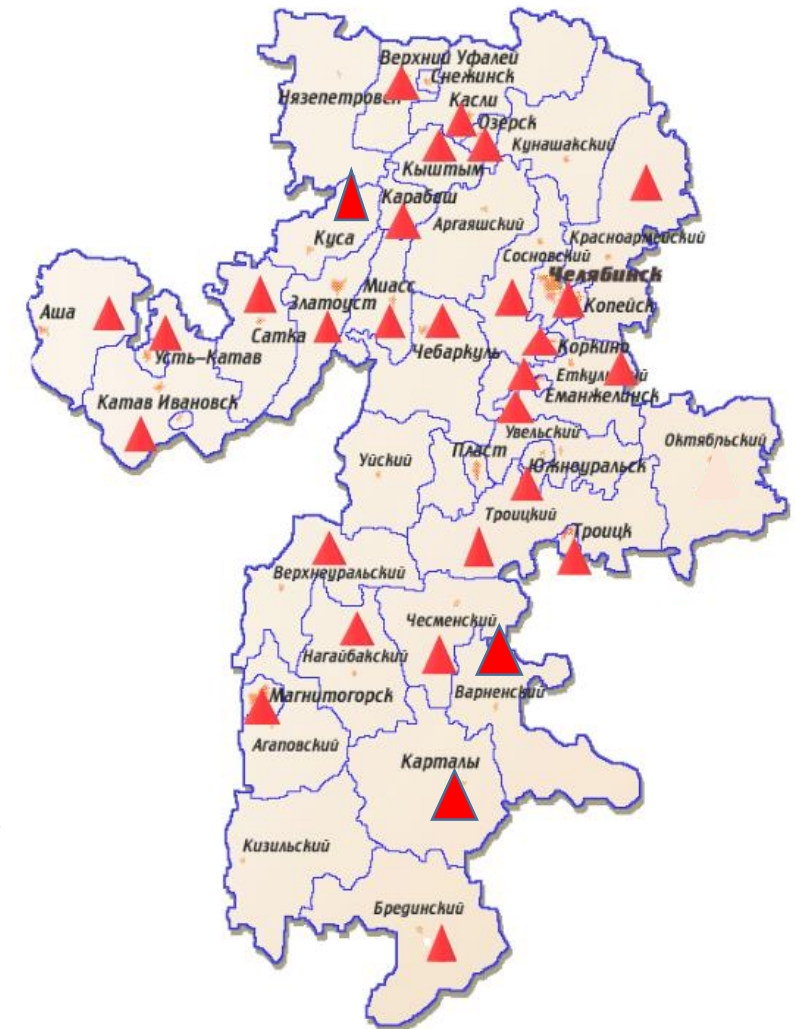 Верхний Уфалей
Снежинск
Нязепетровск
Касли
Озёрск
Кунашакский
Кыштым
Карабаш
Аргаяшский
Куса
Красноармейский
Сосновский
Челябинск
Миасс
Златоуст
Копейск
Аша
Сатка
Усть-Катав
Чебаркуль
Коркино
Еткульский
Еманжелинск
Катав Ивановск
Увельский
Октябрьский
Пласт
Уйский
Южноуральск
Троицкий
Троицк
Верхнеуральский
Чесменский
Нагайбакский
Варненский
Магнитогорск
Агаповский
Карталы
Кизильский
Брединский